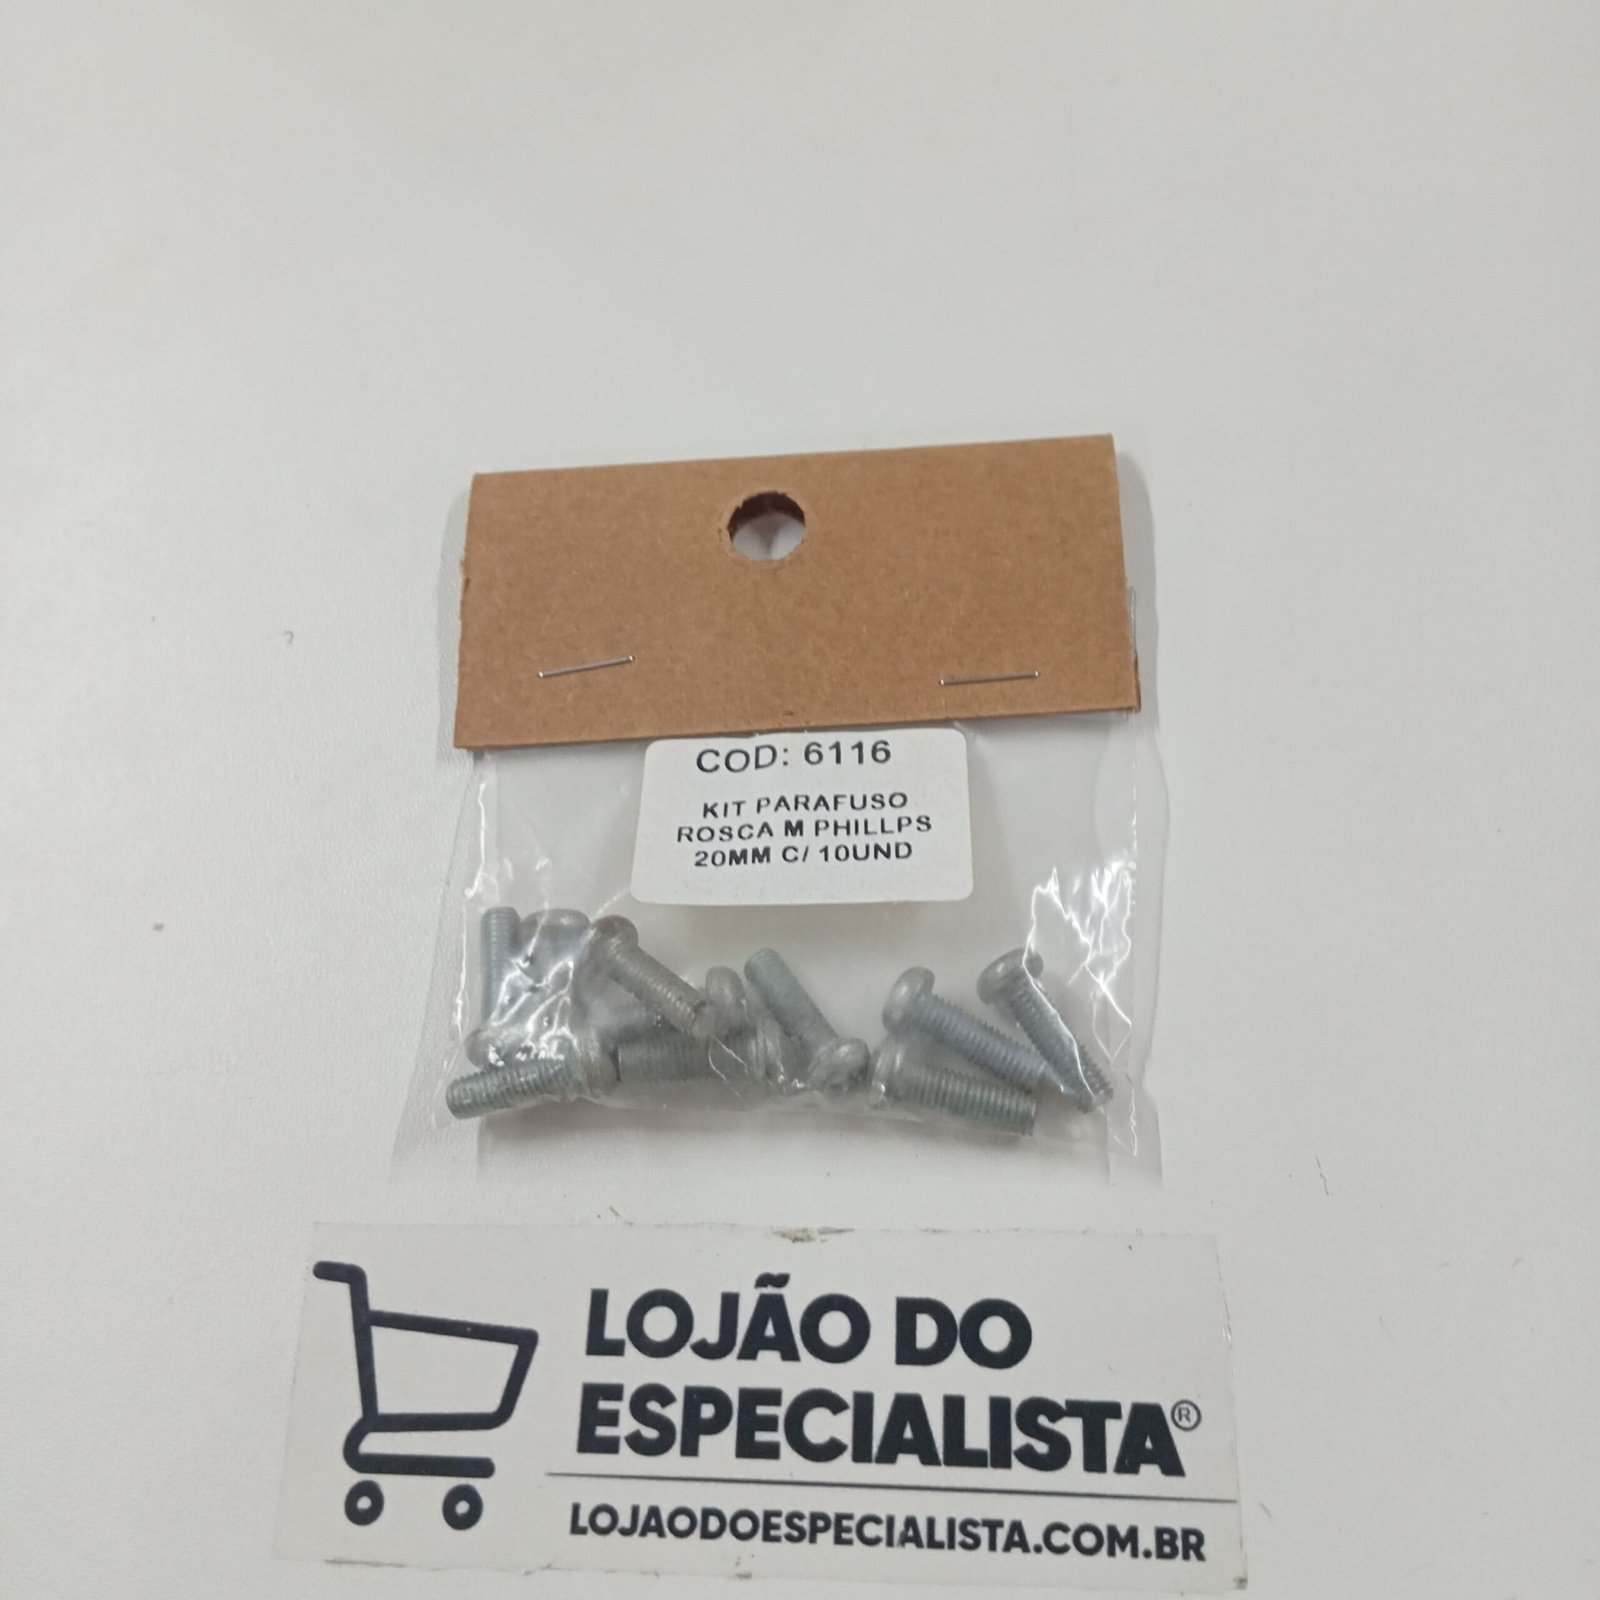 COD: 6116
KIT PARAFUSO
ROSCA M PHILLPS
20MM C/ 10UND
LOJÃO DO
ESPECIALISTA®
LOJAODOESPECIALISTA.COM.BR